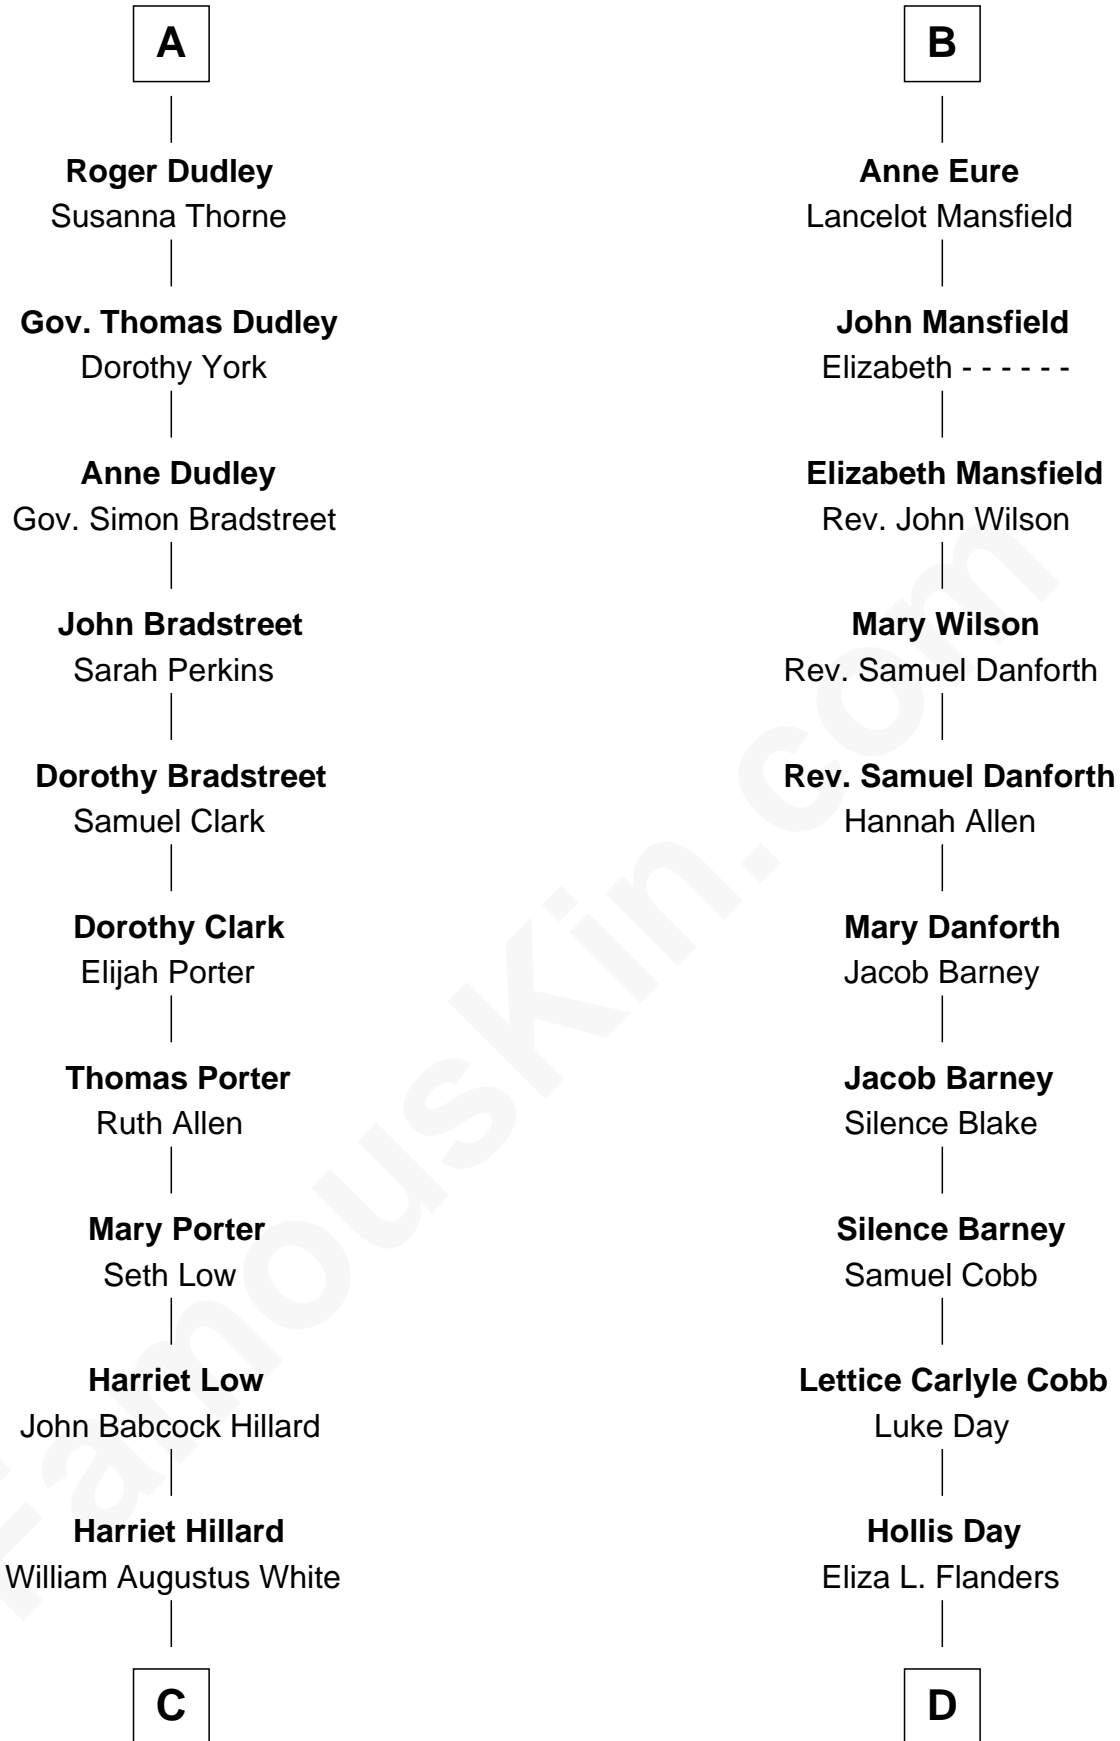 A
Roger Dudley
Susanna Thorne
Gov. Thomas Dudley
Dorothy York
Anne Dudley
Gov. Simon Bradstreet
John Bradstreet
Sarah Perkins
Dorothy Bradstreet
Samuel Clark
Dorothy Clark
Elijah Porter
Thomas Porter
Ruth Allen
Mary Porter
Seth Low
Harriet Low
John Babcock Hillard
Harriet Hillard
William Augustus White
C
B
Anne Eure
Lancelot Mansfield
John Mansfield
Elizabeth - - - - - -
Elizabeth Mansfield
Rev. John Wilson
Mary Wilson
Rev. Samuel Danforth
Rev. Samuel Danforth
Hannah Allen
Mary Danforth
Jacob Barney
Jacob Barney
Silence Blake
Silence Barney
Samuel Cobb
Lettice Carlyle Cobb
Luke Day
Hollis Day
Eliza L. Flanders
D
FamousKin.com